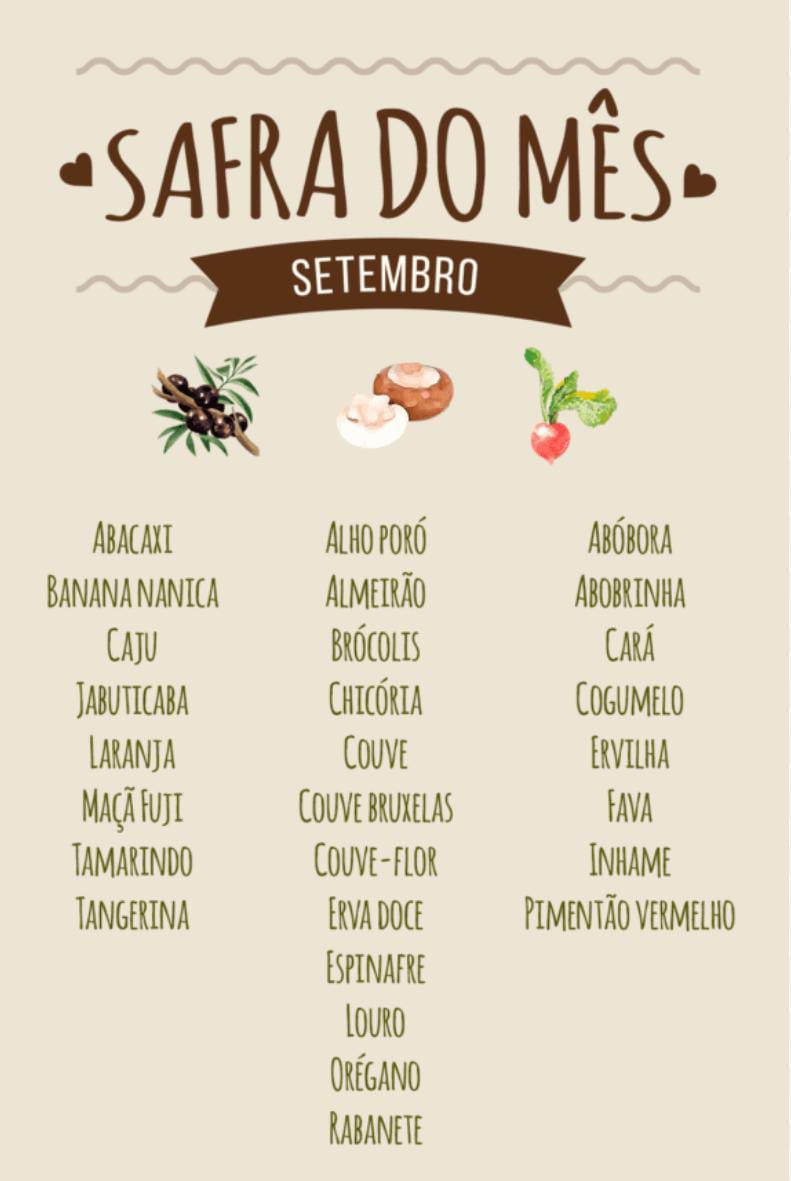 SAFRA DO MÊS
SETEMBRO
ABACAXI
BANANA NANICA
CAJU
JABUTICABA
LARANJA
MAÇÃ FUJI
TAMARINDO
TANGERINA
ALHO PORÓ
ALMEIRÃO
BRÓCOLIS
CHICÓRIA
COUVE
COUVE BRUXELAS
COUVE-FLOR
ERVA DOCE
ESPINAFRE
LOURO
ORÉGANO
RABANETE
ABÓBORA
ABOBRINHA
CARÁ
COGUMELO
ERVILHA
FAVA
INHAME
PIMENTÃO VERMELHO